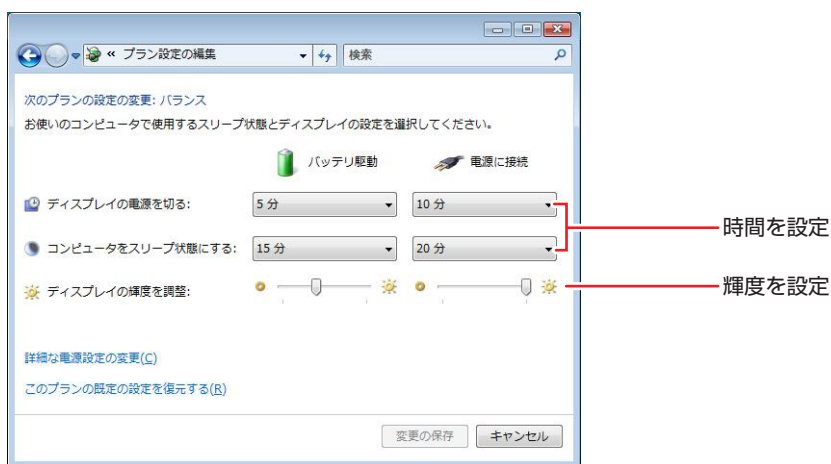 « プラン設定の編集
検索
次のプランの設定の変更: バランス
お使いのコンピュータで使用するスリープ状態とディスプレイの設定を選択してください。
バッテリ駆動
電源に接続
ディスプレイの電源を切る:
5 分
10 分
時間を設定
コンピュータをスリープ状態にする:
15 分
20 分
ディスプレイの輝度を調整:
輝度を設定
詳細な電源設定の変更(C)
このプランの既定の設定を復元する(R)
変更の保存
キャンセル